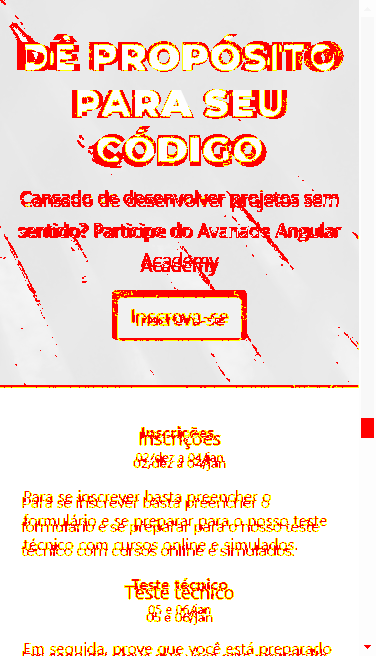 DÊ PROPÓSITO
PARA SEU
CÓDIGO
Cansado de desenvolver projetos sem
sentido? Participe do Avanade Angular
Academy
Inscreva-se
Inscrições
02/dez a 04/jan
Para se inscrever basta preencher o
formulário e se preparar para o nosso teste
técnico com cursos online e simulados.
Teste técnico
05 e 06/jan
Em seguida, prove que você está preparado